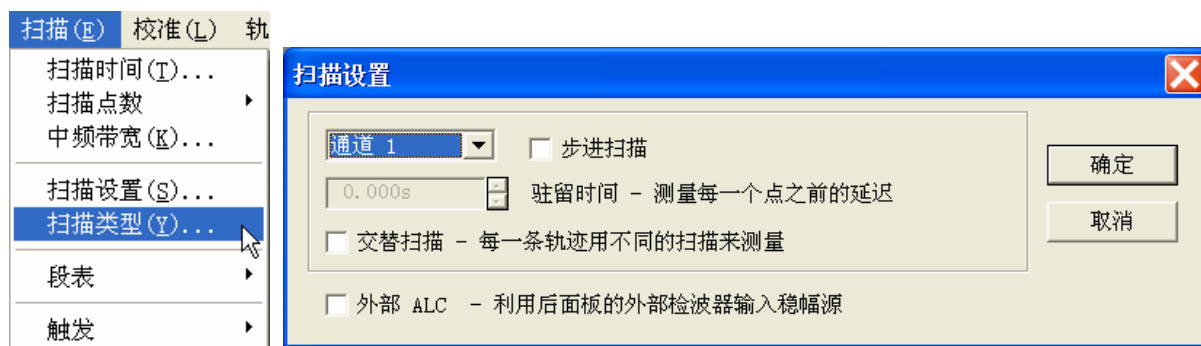 扫描(E) 校准(L) 轨
扫描时间(T)...
扫描点数
中频带宽(K)...
扫描设置(S)...
扫描类型(Y)...
段表
触发
扫描设置
通道 1
步进扫描
0.000s
驻留时间 - 测量每一个点之前的延迟
交替扫描 - 每一条轨迹用不同的扫描来测量
外部 ALC - 利用后面板的外部检波器输入稳幅源
确定
取消